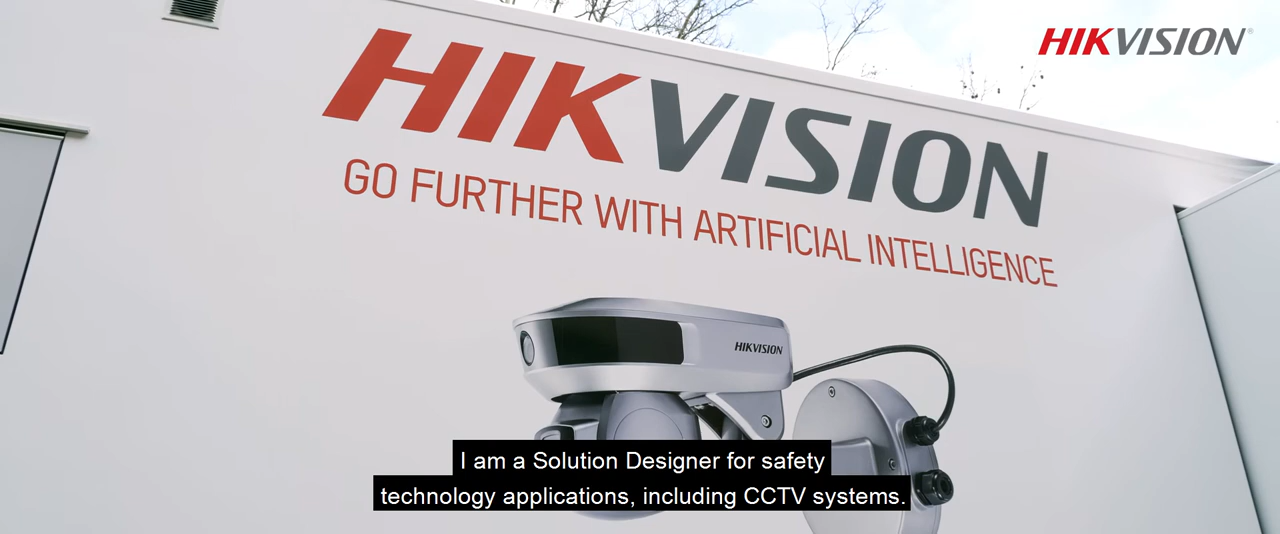 HIKVISION®
HIKVISION
GO FURTHER WITH ARTIFICIAL INTELLIGENCE
HIKVISION
I am a Solution Designer for safety
technology applications, including CCTV systems.